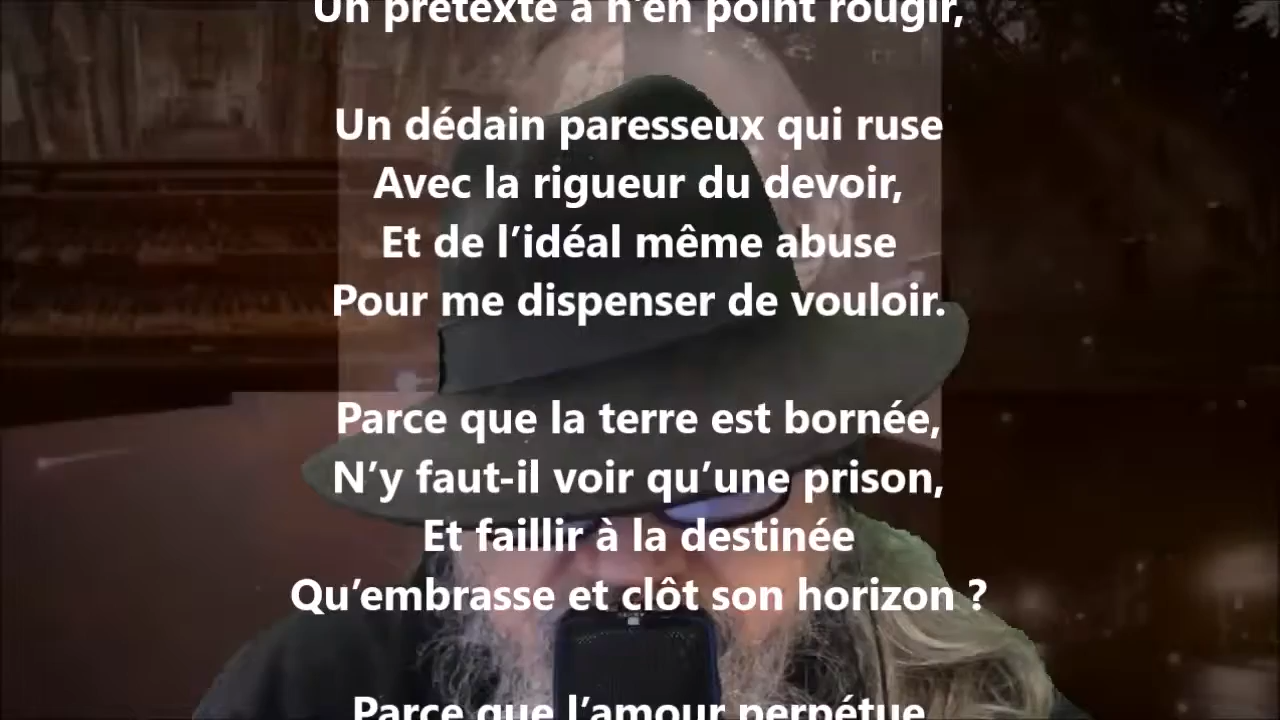 Un prétexte à n'en point rougir,
Un dédain paresseux qui ruse
Avec la rigueur du devoir,
Et de l’idéal même abuse
Pour me dispenser de vouloir.
Parce que la terre est bornée,
N’y faut-il voir qu’une prison,
Et faillir à la destinée
Qu’embrasse et clôt son horizon ?
Parce que l’amour perpétue